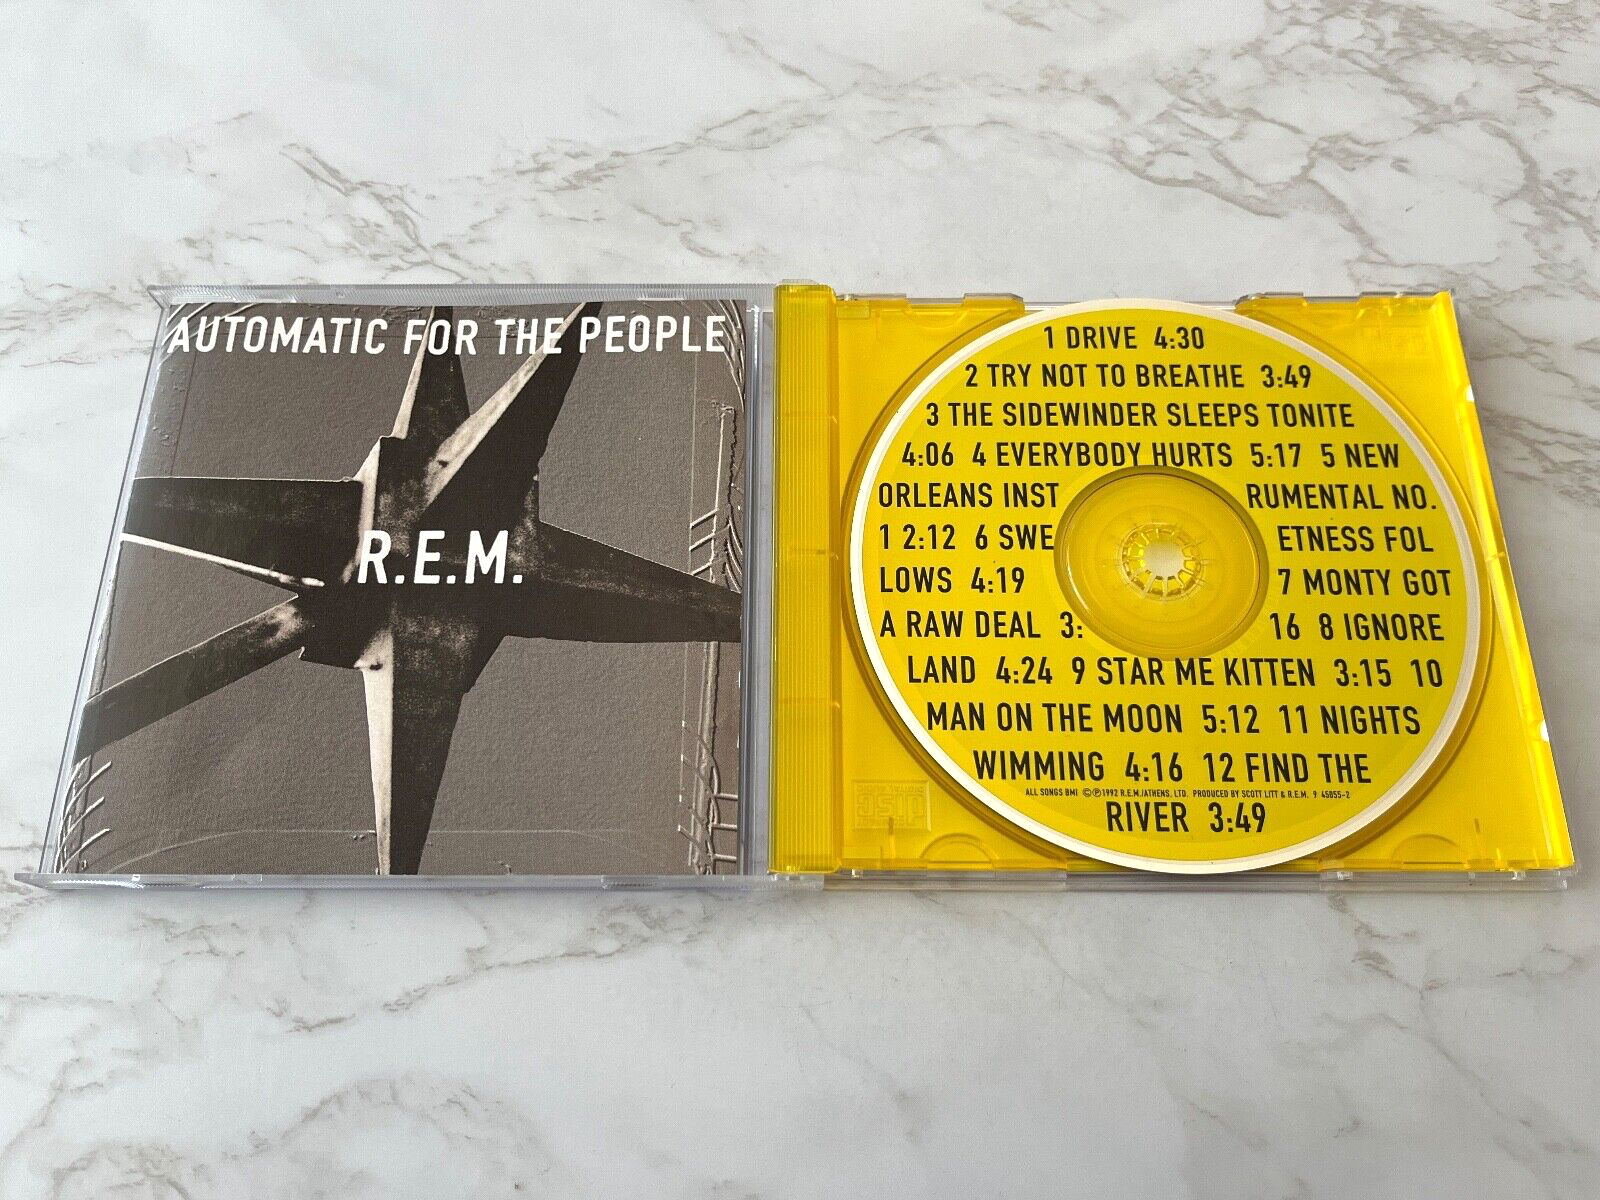 AUTOMATIC FOR THE PEOPLE
R.E.M.
1 DRIVE 4:30
2 TRY NOT TO BREATHE 3:49
3 THE SIDEWINDER SLEEPS TONITE
4:06 4 EVERYBODY HURTS 5:17 5 NEW
ORLEANS INST RUMENTAL NO.
1 2:12 6 SWE ETNESS FOL
LOWS 4:19 7 MONTY GOT
A RAW DEAL 3: 16 8 IGNORE
LAND 4:24 9 STAR ME KITTEN 3:15 10
MAN ON THE MOON 5:12 11 NIGHTS
WIMMING 4:16 12 FIND THE
ALL SONGS BMI ©℗1992 R.E.M./ATHENS, LTD. PRODUCED BY SCOTT LITT & R.E.M. 9 45055-2
RIVER 3:49
disc
DIGITAL AUDIO